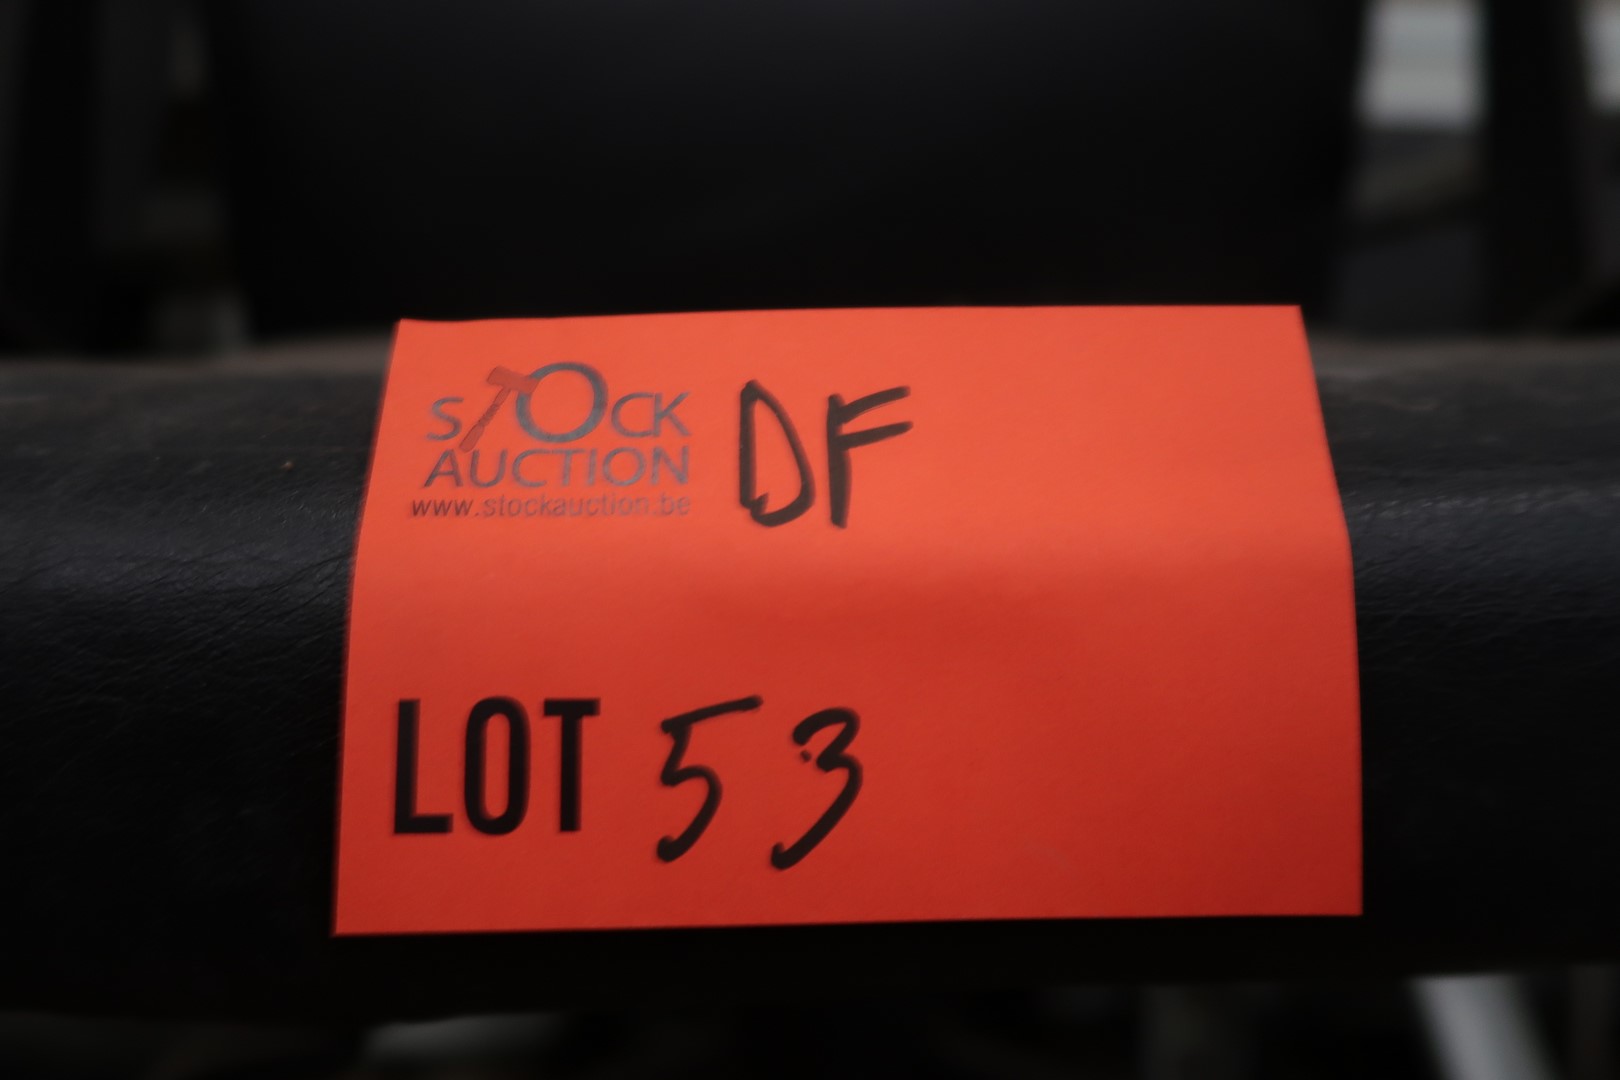 STOCK DF
AUCTION
www.stockauction.be
LOT 53